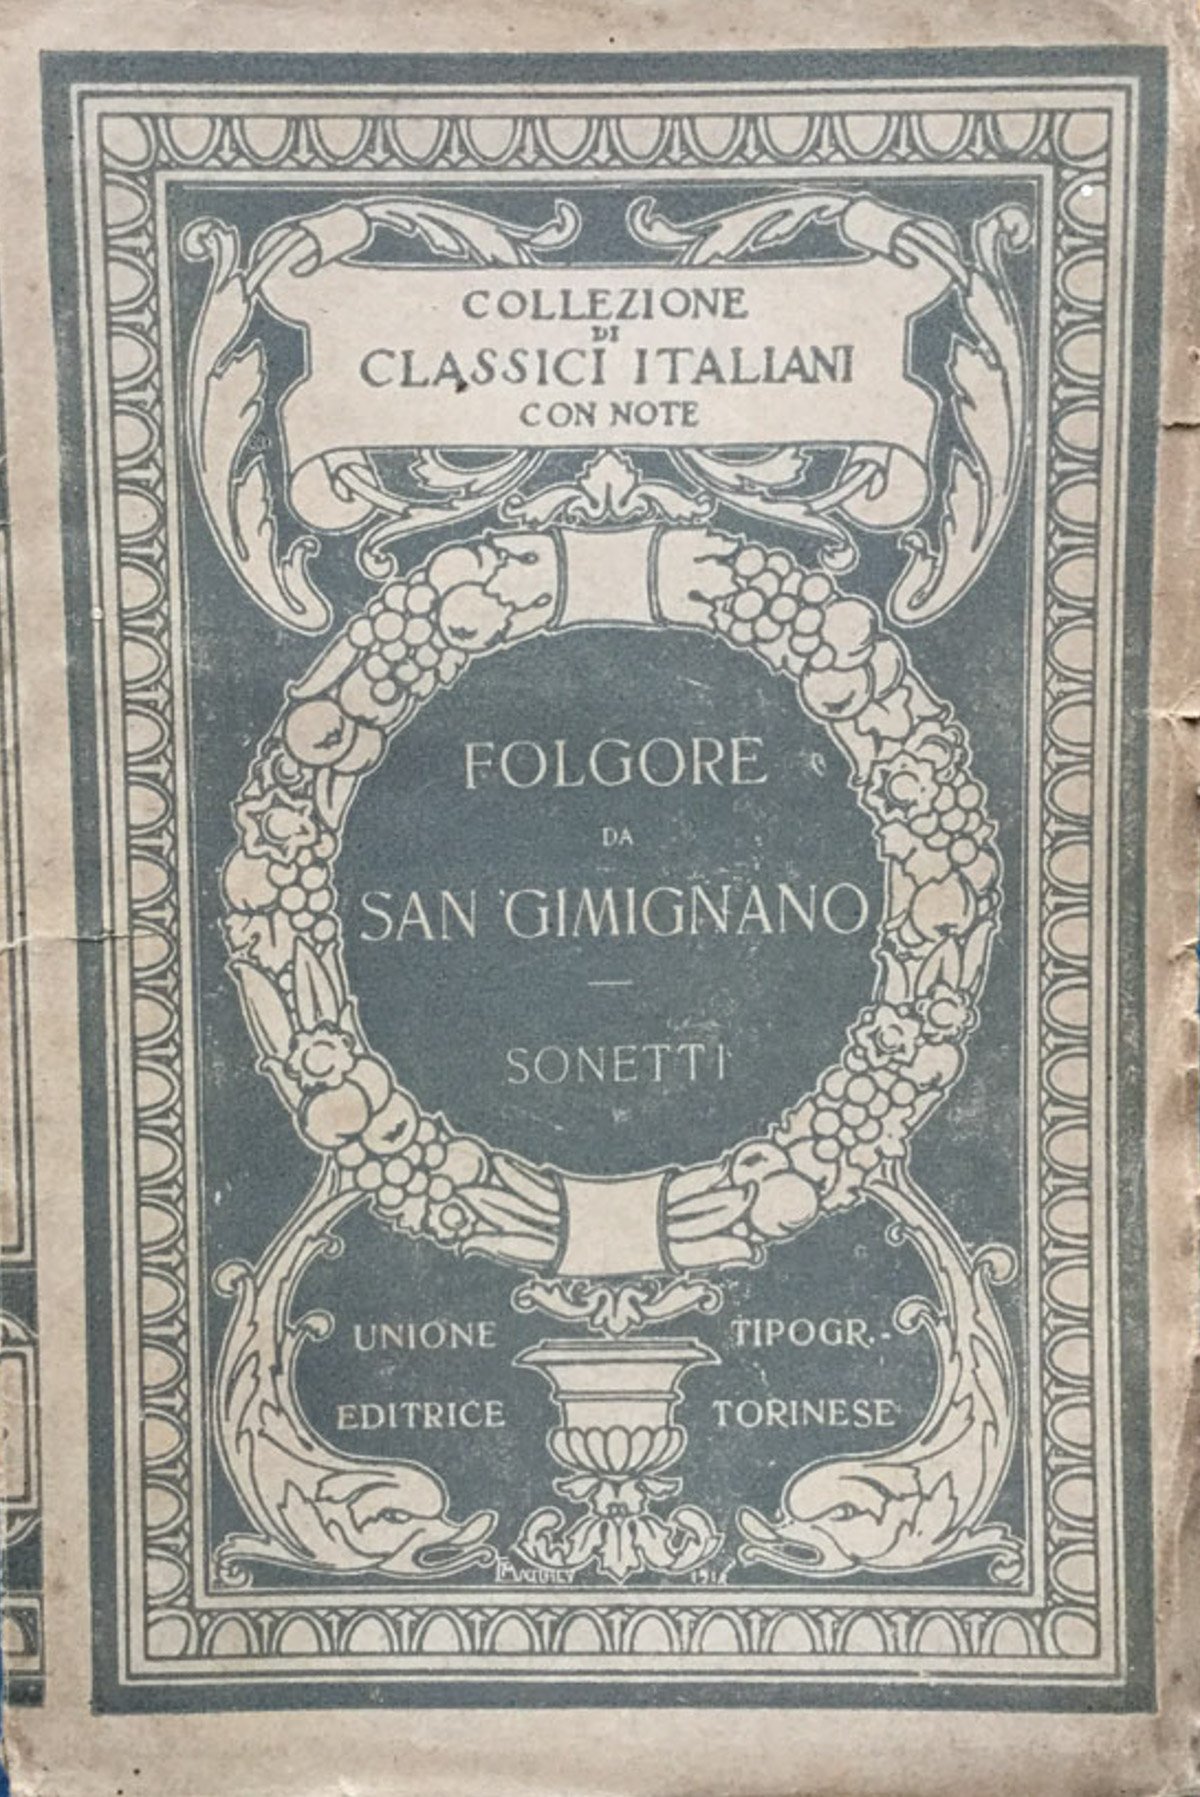 COLLEZIONE
DI
CLASSICI ITALIANI
CON NOTE
FOLGORE
DA
SAN GIMIGNANO
—
SONETTI
UNIONE TIPOGR.-
EDITRICE TORINESE